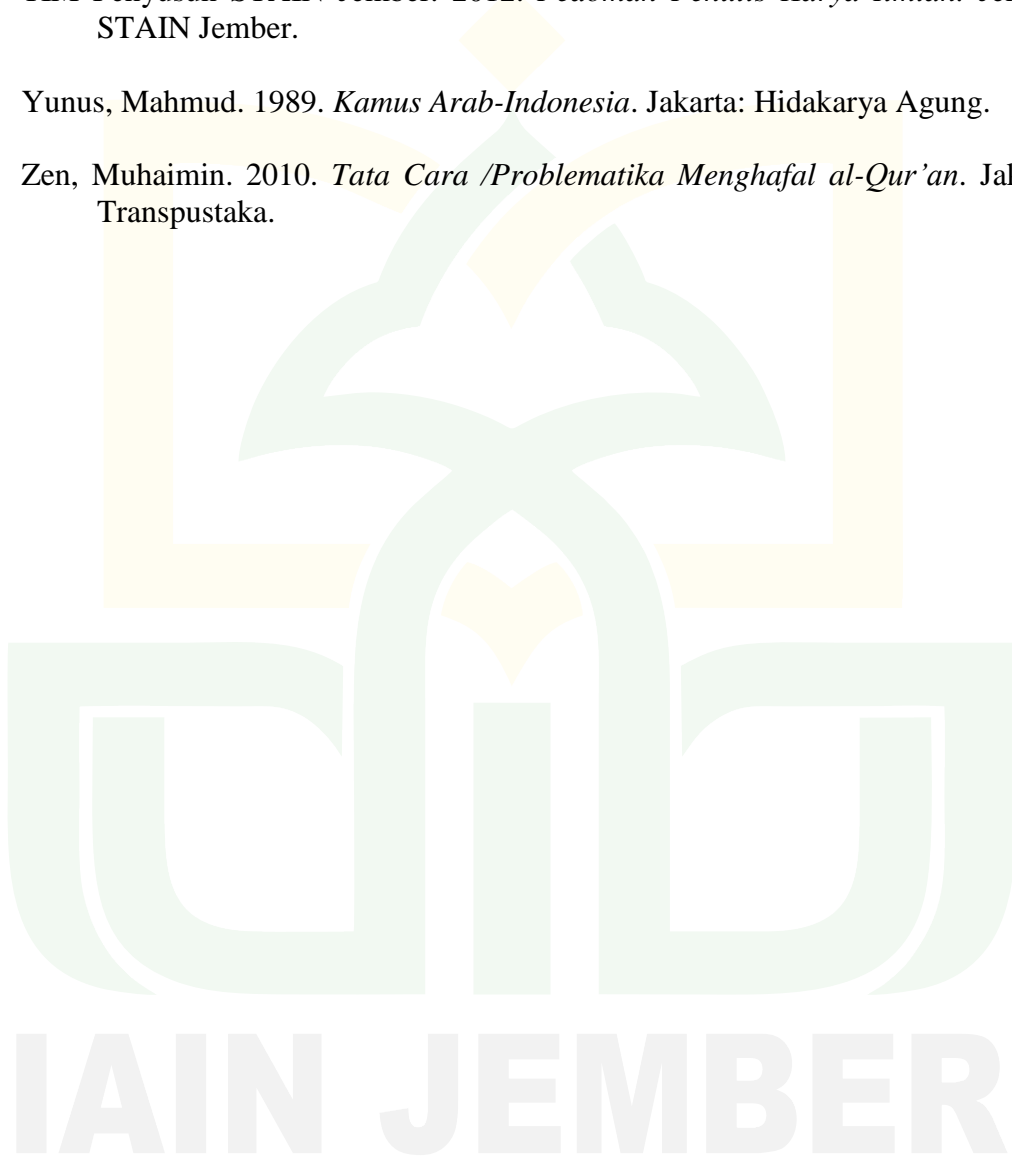 STAIN Jember.
Yunus, Mahmud. 1989. Kamus Arab-Indonesia. Jakarta: Hidakarya Agung.
Zen, Muhaimin. 2010. Tata Cara /Problematika Menghafal al-Qur’an.
Transpustaka.
IAIN JEMBER